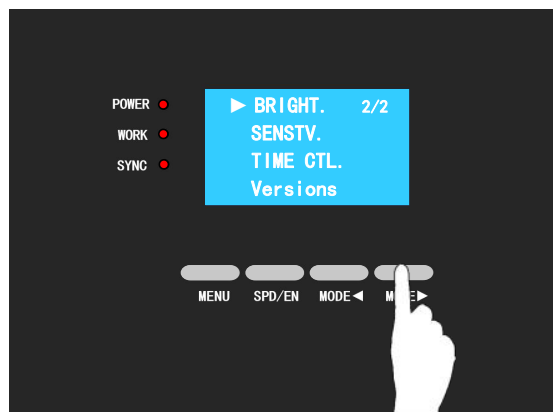 POWER
WORK
SYNC
▶ BRIGHT. 2/2
SENSTV.
TIME CTL.
Versions
MENU SPD/EN MODE◀ ▶